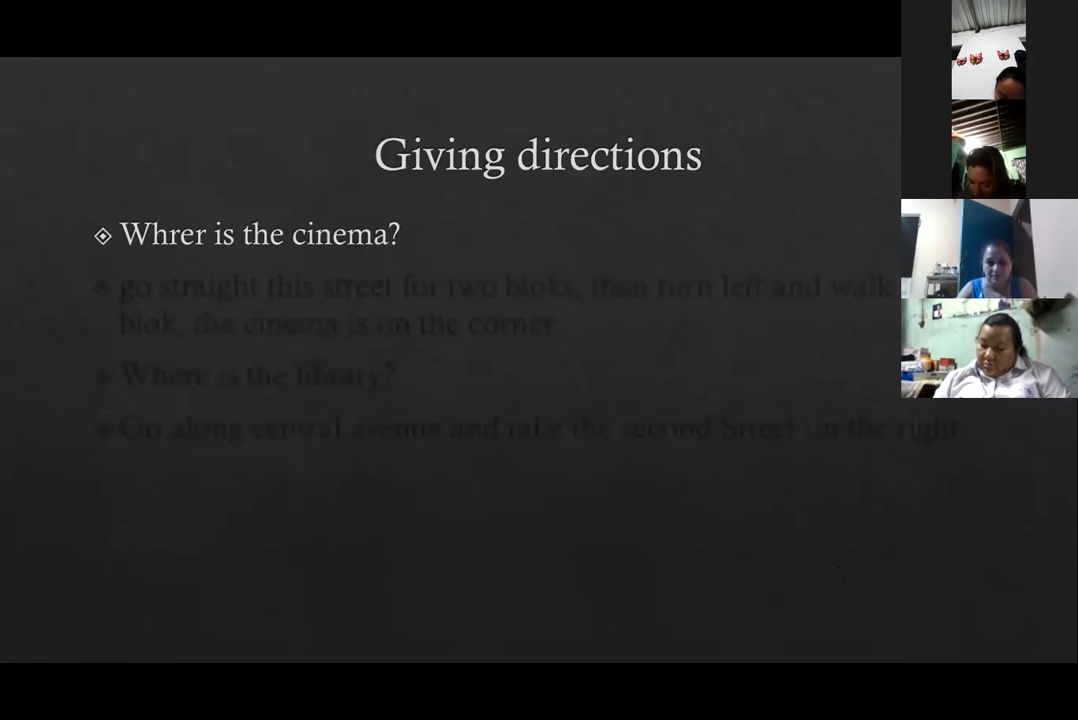 Giving directions
Whrer is the cinema?
go straight this street for two bloks, then turn left and walk
blok, the cinema is on the corner
Where is the library?
Go along central avenue and take the second Street on the right